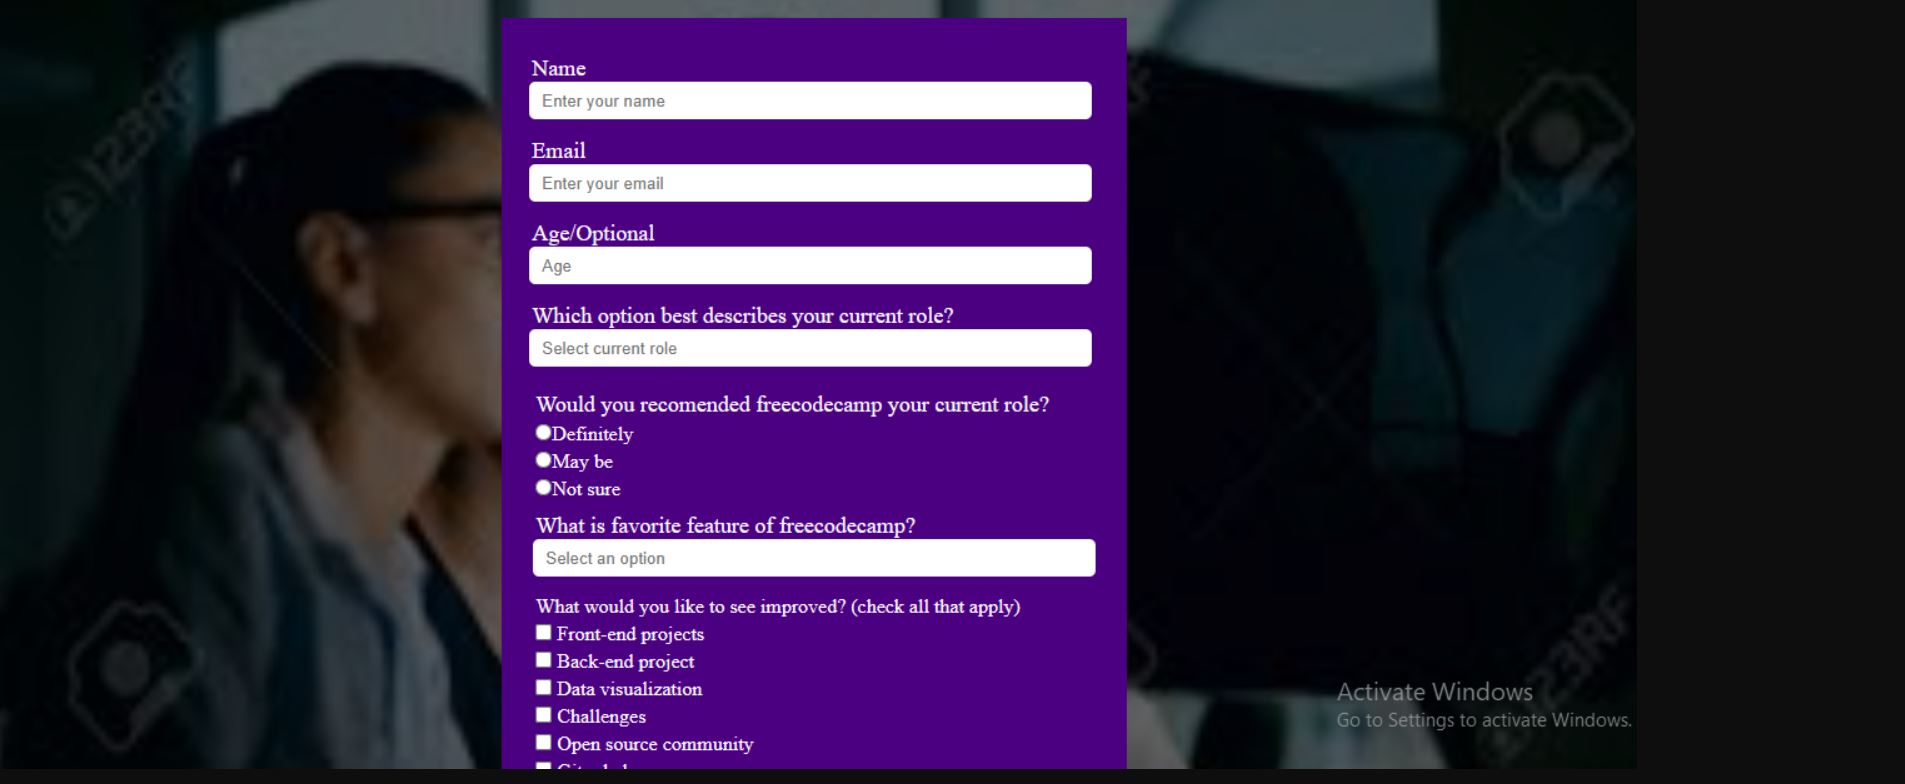 Name
Enter your name
Email
Enter your email
Age/Optional
Age
Which option best describes your current role?
Select current role
Would you recomended freecodecamp your current role?
Definitely
May be
Not sure
What is favorite feature of freecodecamp?
Select an option
What would you like to see improved? (check all that apply)
Front-end projects
Back-end project
Data visualization
Challenges
Open source community
123RF
123RF
Activate Windows
Go to Settings to activate Windows.